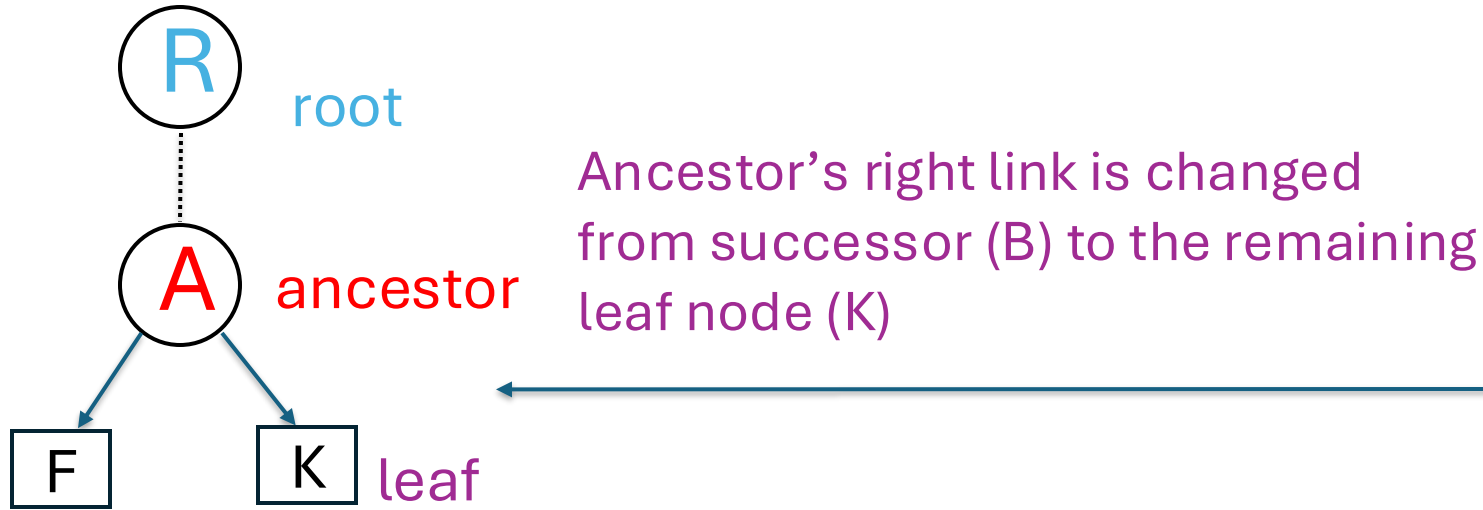 R
root
Ancestor’s right link is changed
from successor (B) to the remaining
leaf node (K)
A
ancestor
F
K
leaf